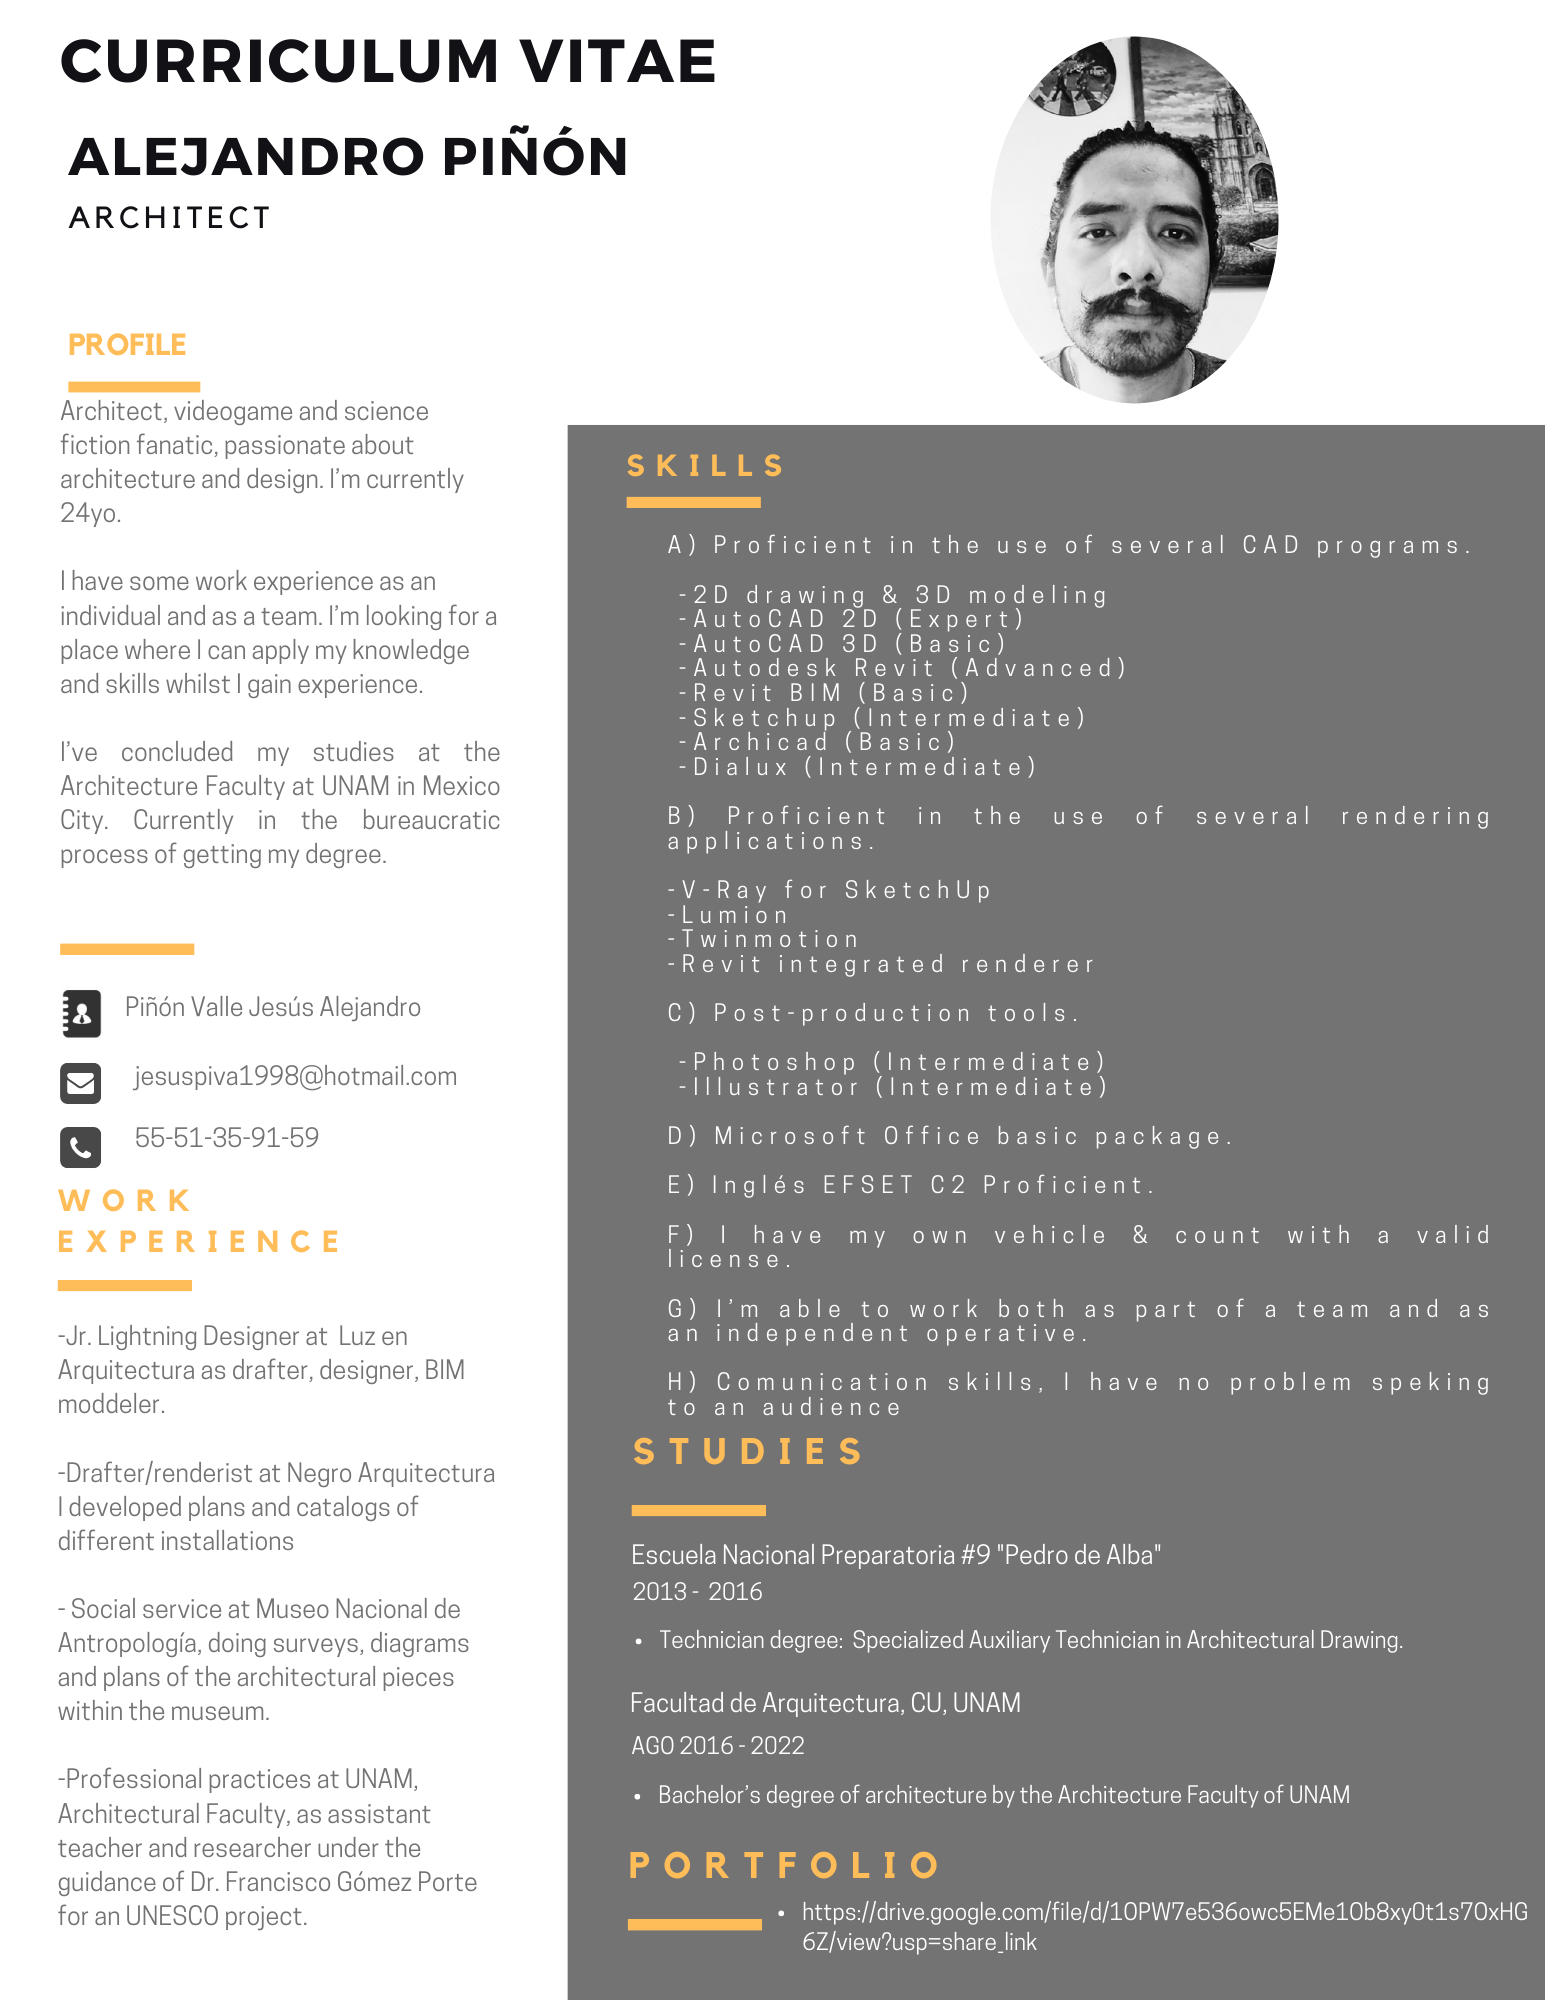 CURRICULUM VITAE
ALEJANDRO PIÑÓN
ARCHITECT
PROFILE
Architect, videogame and science
fiction fanatic, passionate about
architecture and design. I'm currently
24yo.
I have some work experience as an
individual and as a team. I'm looking for a
place where I can apply my knowledge
and skills whilst I gain experience.
I've concluded my studies at the
Architecture Faculty at UNAM in Mexico
City. Currently in the bureaucratic
process of getting my degree.
Piñón Valle Jesús Alejandro
jesuspiva1998@hotmail.com
55-51-35-91-59
WORK
EXPERIENCE
-Jr. Lightning Designer at  Luz en
Arquitectura as drafter, designer, BIM
moddeler.
-Drafter/renderist at Negro Arquitectura
I developed plans and catalogs of
different installations
- Social service at Museo Nacional de
Antropología, doing surveys, diagrams
and plans of the architectural pieces
within the museum.
-Professional practices at UNAM,
Architectural Faculty, as assistant
teacher and researcher under the
guidance of Dr. Francisco Gómez Porte
for an UNESCO project.
SKILLS
A) Proficient in the use of several CAD programs.
-2D drawing & 3D modeling
-AutoCAD 2D (Expert)
-AutoCAD 3D (Basic)
-Autodesk Revit (Advanced)
-Revit BIM (Basic)
-Sketchup (Intermediate)
-Archicad (Basic)
-Dialux (Intermediate)
B) Proficient in the use of several rendering
applications.
-V-Ray for SketchUp
-Lumion
-Twinmotion
-Revit integrated renderer
C) Post-production tools.
-Photoshop (Intermediate)
-Illustrator (Intermediate)
D) Microsoft Office basic package.
E) Inglés EFSET C2 Proficient.
F) I have my own vehicle & count with a valid
license.
G) I'm able to work both as part of a team and as
an independent operative.
H) Comunication skills, I have no problem speking
to an audience
STUDIES
Escuela Nacional Preparatoria #9 "Pedro de Alba"
2013 -  2016
• Technician degree:  Specialized Auxiliary Technician in Architectural Drawing.
Facultad de Arquitectura, CU, UNAM
AGO 2016 - 2022
• Bachelor's degree of architecture by the Architecture Faculty of UNAM
PORTFOLIO
• https://drive.google.com/file/d/1OPW7e536owc5EMe1Ob8xy0t1s7OxHG
6Z/view?usp=share_link